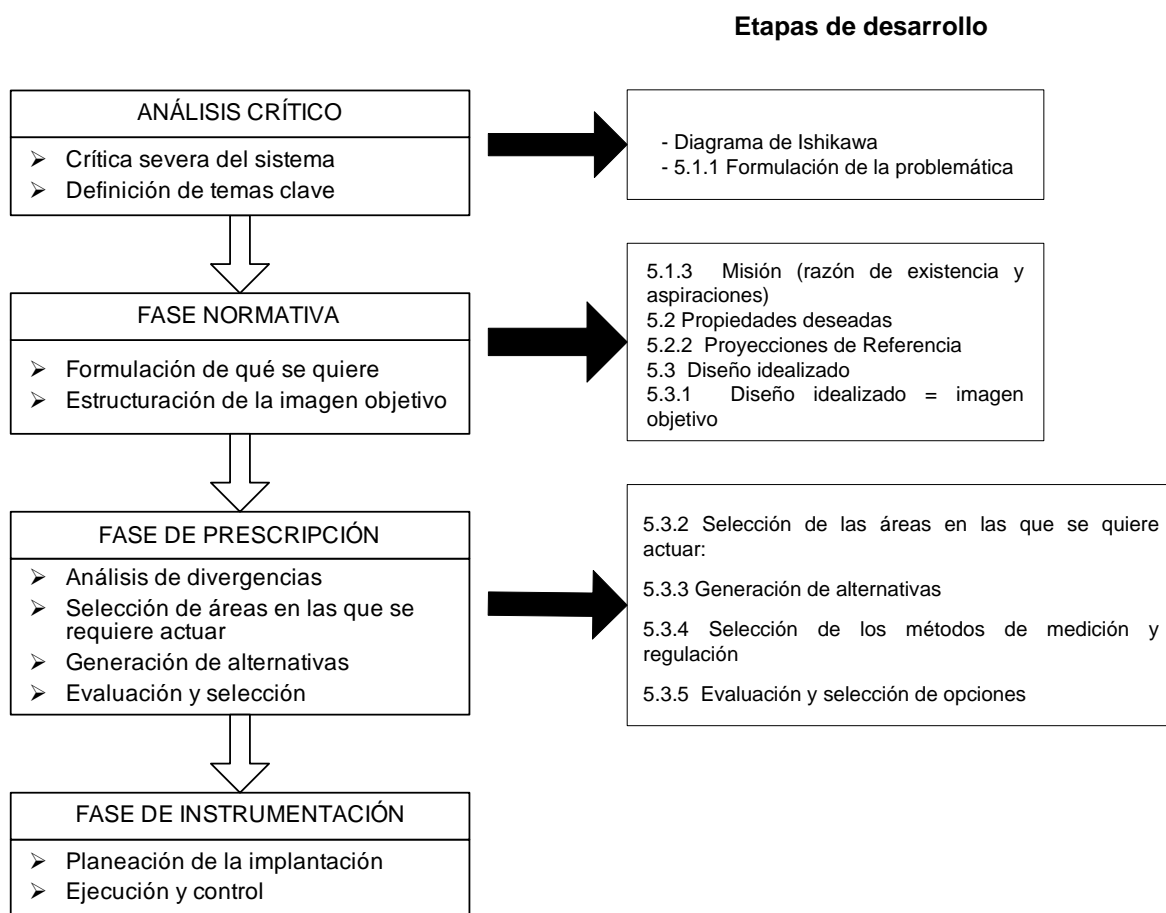 Etapas de desarrollo
ANÁLISIS CRÍTICO
➢ Crítica severa del sistema
➢ Definición de temas clave
- Diagrama de Ishikawa
- 5.1.1 Formulación de la problemática
FASE NORMATIVA
➢ Formulación de qué se quiere
➢ Estructuración de la imagen objetivo
5.1.3 Misión (razón de existencia y
aspiraciones)
5.2 Propiedades deseadas
5.2.2 Proyecciones de Referencia
5.3 Diseño idealizado
5.3.1 Diseño idealizado = imagen
objetivo
FASE DE PRESCRIPCIÓN
➢ Análisis de divergencias
➢ Selección de áreas en las que se
requiere actuar
➢ Generación de alternativas
➢ Evaluación y selección
5.3.2 Selección de las áreas en las que se quiere
actuar:
5.3.3 Generación de alternativas
5.3.4 Selección de los métodos de medición y
regulación
5.3.5 Evaluación y selección de opciones
FASE DE INSTRUMENTACIÓN
➢ Planeación de la implantación
➢ Ejecución y control